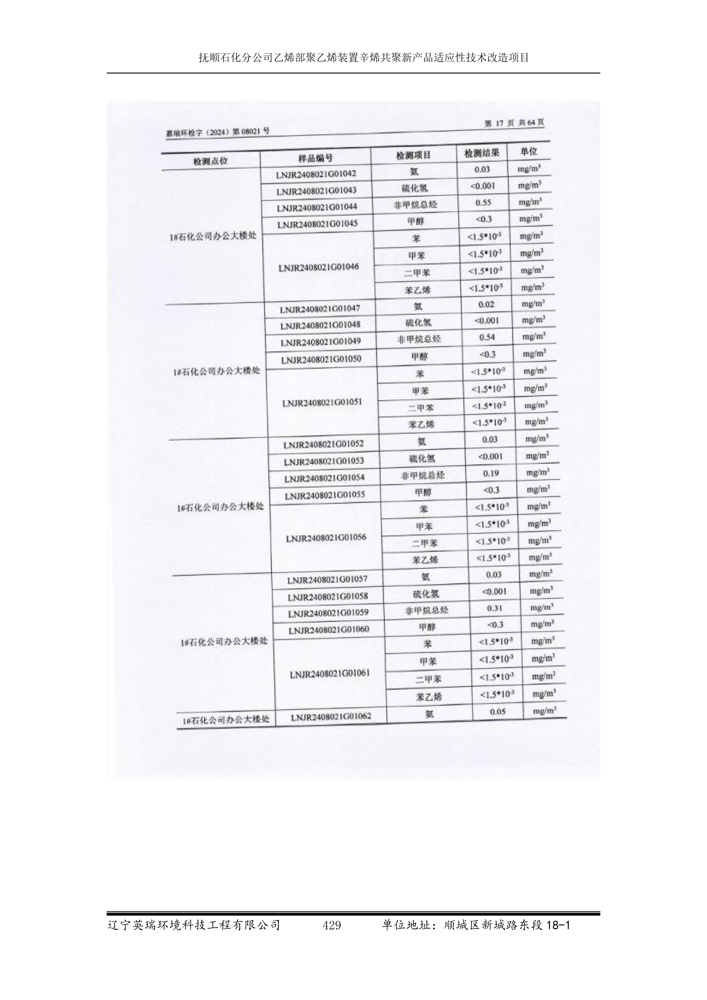 抚顺石化分公司乙烯部聚乙烯装置辛烯共聚新产品适应性技术改造项目
嘉瑞环检字（2024）第 08021 号
第 17 页 共 64 页
检测点位 样品编号 检测项目 检测结果 单位
LNJR2408021G01042 氨 0.03 mg/m³
LNJR2408021G01043 硫化氢 <0.001 mg/m³
LNJR2408021G01044 非甲烷总烃 0.55 mg/m³
LNJR2408021G01045 甲醇 <0.3 mg/m³
1#石化公司办公大楼处
苯 <1.5*10⁻³ mg/m³
甲苯 <1.5*10⁻³ mg/m³
LNJR2408021G01046
二甲苯 <1.5*10⁻³ mg/m³
苯乙烯 <1.5*10⁻³ mg/m³
LNJR2408021G01047 氨 0.02 mg/m³
LNJR2408021G01048 硫化氢 <0.001 mg/m³
LNJR2408021G01049 非甲烷总烃 0.54 mg/m³
LNJR2408021G01050 甲醇 <0.3 mg/m³
1#石化公司办公大楼处
苯 <1.5*10⁻³ mg/m³
甲苯 <1.5*10⁻³ mg/m³
LNJR2408021G01051
二甲苯 <1.5*10⁻³ mg/m³
苯乙烯 <1.5*10⁻³ mg/m³
LNJR2408021G01052 氨 0.03 mg/m³
LNJR2408021G01053 硫化氢 <0.001 mg/m³
LNJR2408021G01054 非甲烷总烃 0.19 mg/m³
LNJR2408021G01055 甲醇 <0.3 mg/m³
1#石化公司办公大楼处
苯 <1.5*10⁻³ mg/m³
甲苯 <1.5*10⁻³ mg/m³
LNJR2408021G01056
二甲苯 <1.5*10⁻³ mg/m³
苯乙烯 <1.5*10⁻³ mg/m³
LNJR2408021G01057 氨 0.03 mg/m³
LNJR2408021G01058 硫化氢 <0.001 mg/m³
LNJR2408021G01059 非甲烷总烃 0.31 mg/m³
LNJR2408021G01060 甲醇 <0.3 mg/m³
1#石化公司办公大楼处
苯 <1.5*10⁻³ mg/m³
甲苯 <1.5*10⁻³ mg/m³
LNJR2408021G01061
二甲苯 <1.5*10⁻³ mg/m³
苯乙烯 <1.5*10⁻³ mg/m³
1#石化公司办公大楼处 LNJR2408021G01062 氨 0.05 mg/m³
辽宁英瑞环境科技工程有限公司 429 单位地址：顺城区新城路东段 18-1